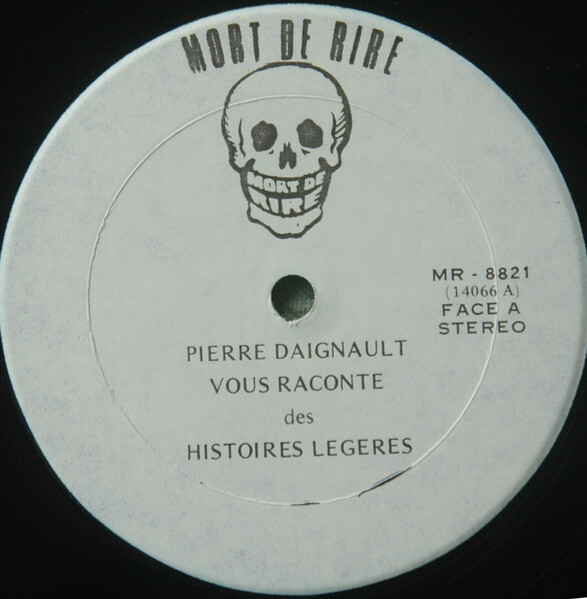 MORT DE RIRE
MORT DE
RIRE
MR - 8821
(14066 A)
FACE A
STEREO
PIERRE DAIGNAULT
VOUS RACONTE
des
HISTOIRES LEGERES